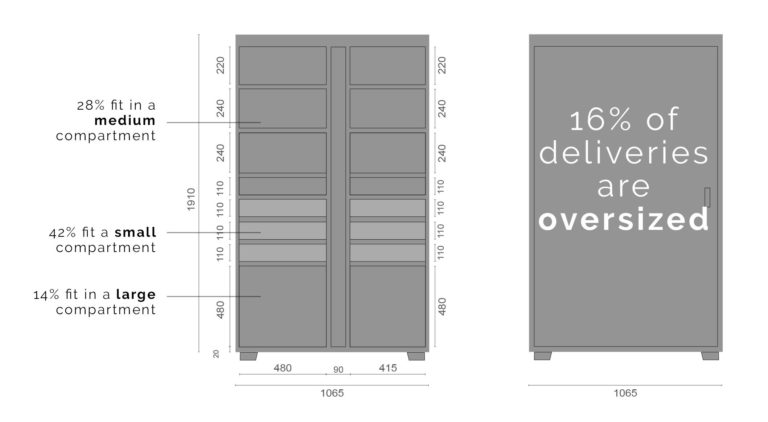 28% fit in a
medium
compartment
42% fit a small
compartment
14% fit in a large
compartment
1910
220
240
240
110
110
110
110
480
20
220
240
240
110
110
110
110
480
480
90
415
1065
16% of
deliveries
are
oversized
1065